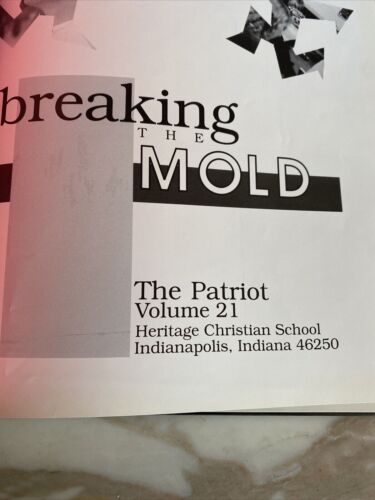 breaking
THE
MOLD
The Patriot
Volume 21
Heritage Christian School
Indianapolis, Indiana 46250